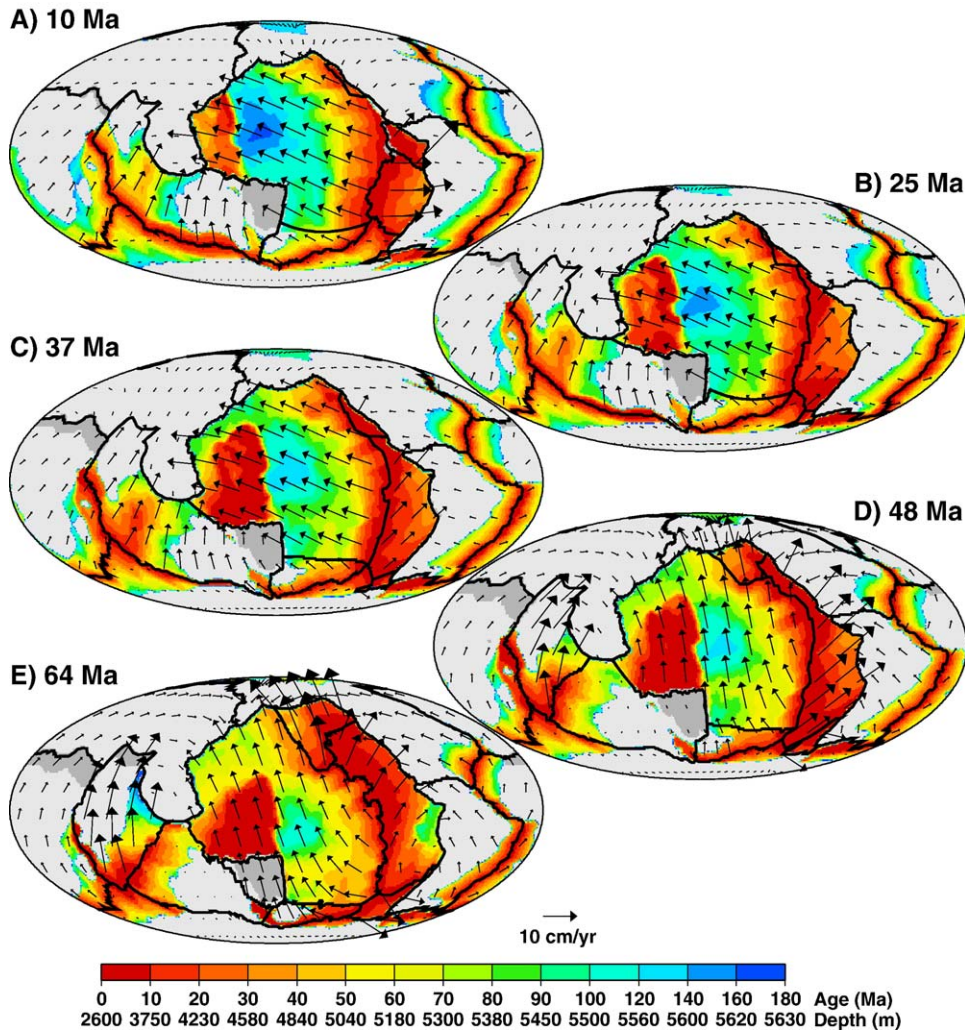 A) 10 Ma
B) 25 Ma
C) 37 Ma
D) 48 Ma
E) 64 Ma
10 cm/yr
0 10 20 30 40 50 60 70 80 90 100 120 140 160 180 Age (Ma)
2600 3750 4230 4580 4840 5040 5180 5300 5380 5450 5500 5560 5600 5620 5630 Depth (m)